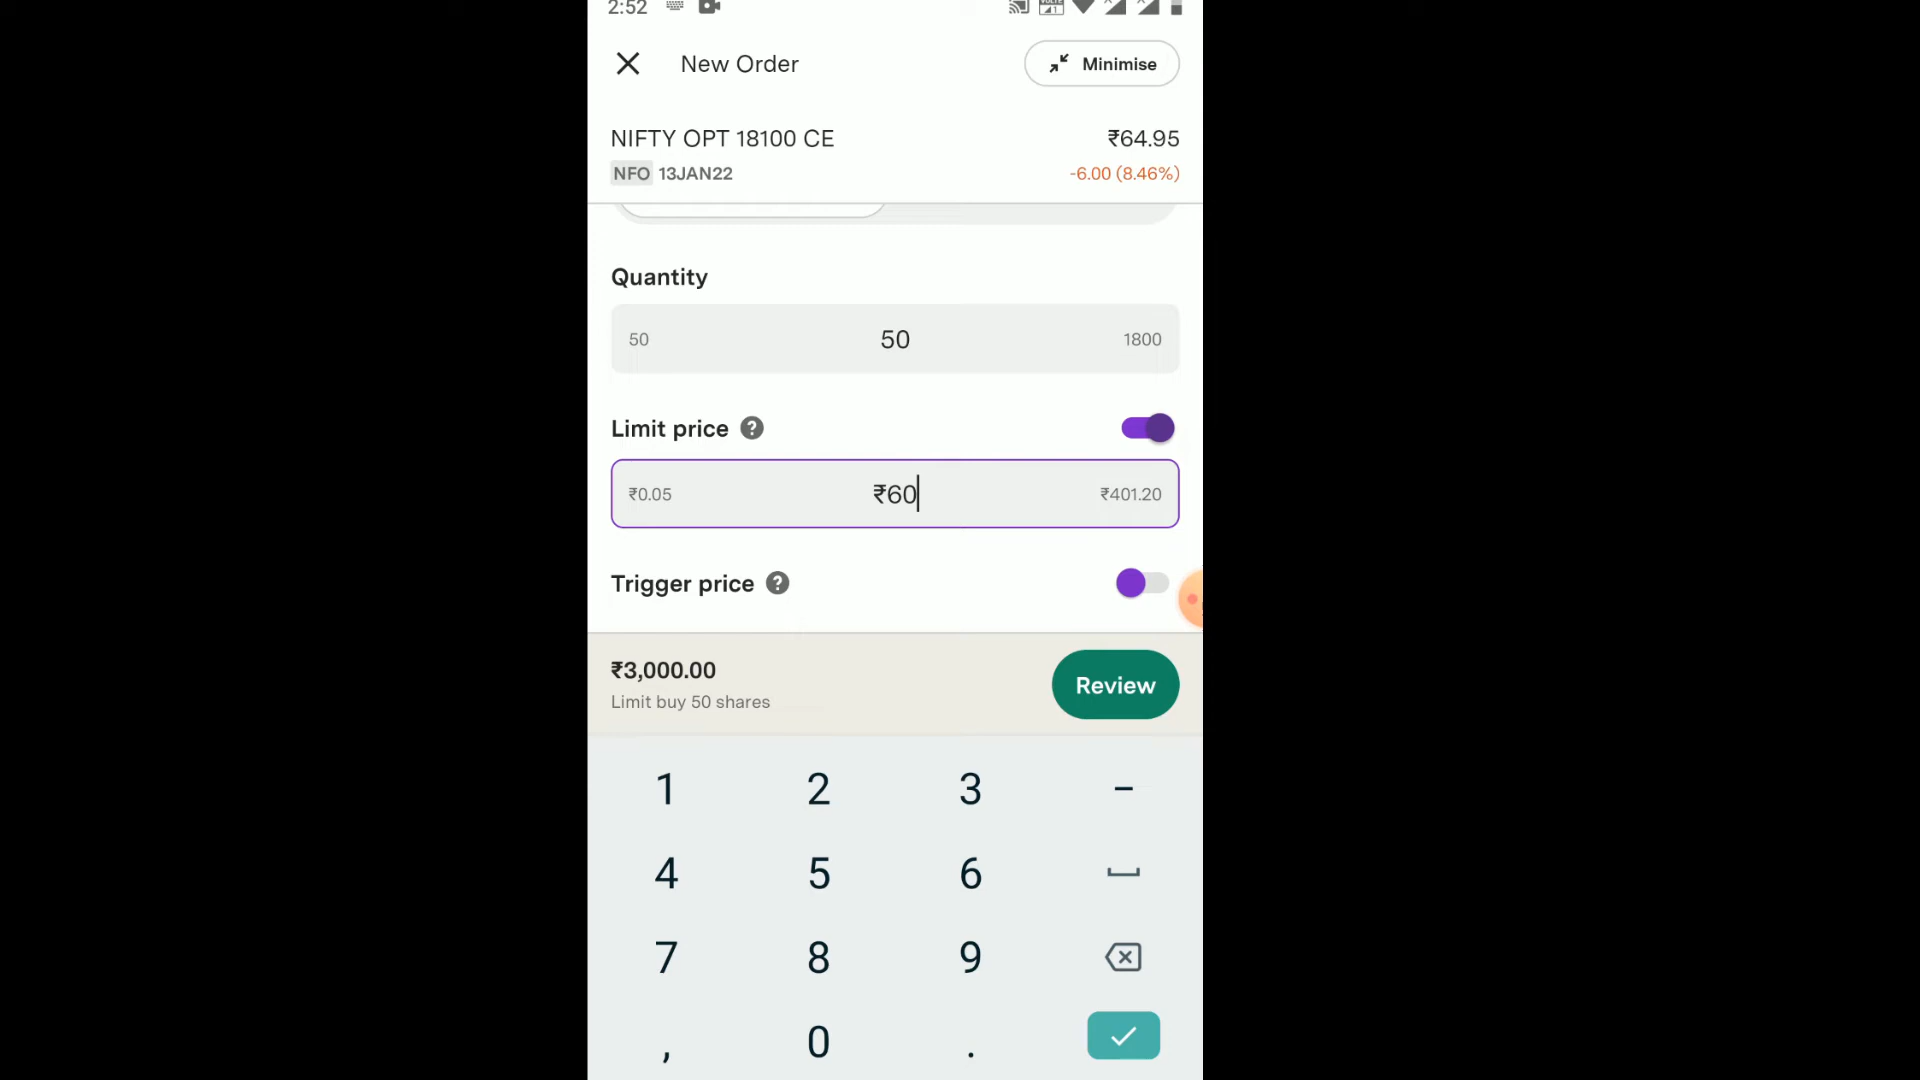 2:52
New Order
Minimise
NIFTY OPT 18100 CE
₹64.95
NFO 13JAN22
-6.00 (8.46%)
Quantity
50
50
1800
Limit price ?
₹0.05
₹60
₹401.20
Trigger price ?
₹3,000.00
Limit buy 50 shares
Review
1 2 3 –
4 5 6
7 8 9
, 0 .